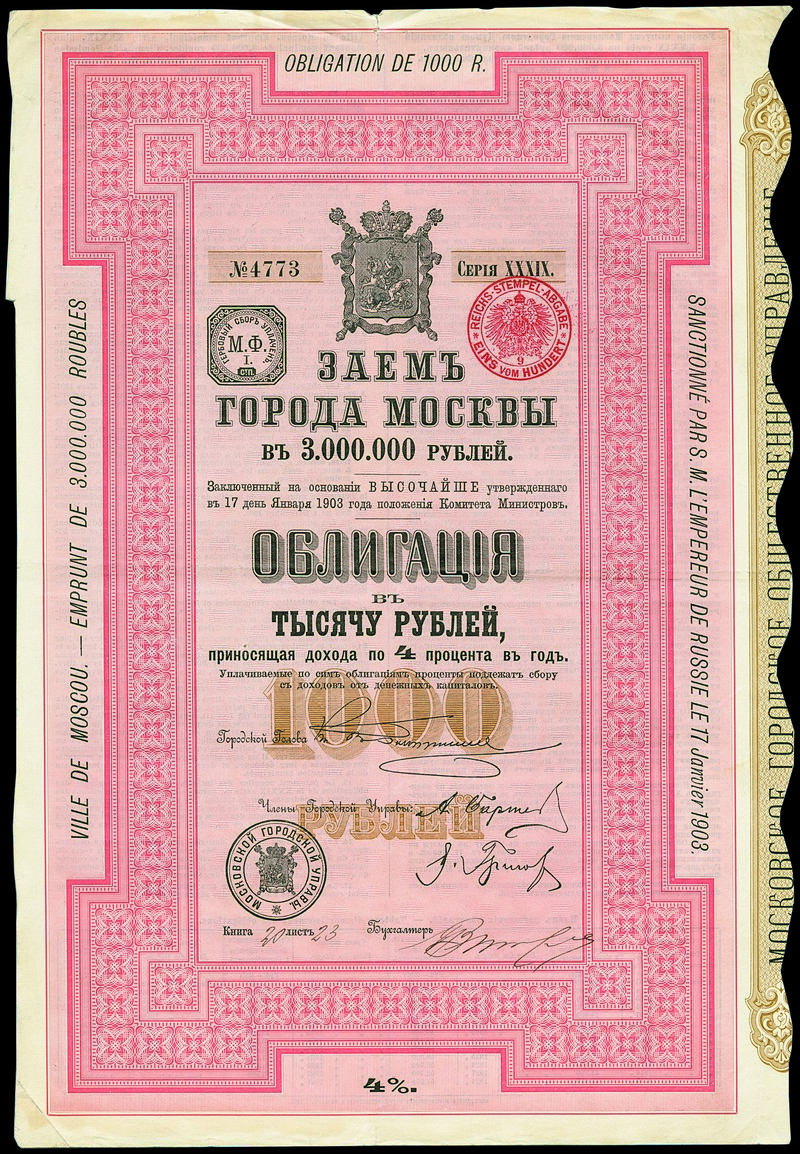 OBLIGATION DE 1000 R.
№4773
Серія XXXIX.
ГЕРБОВЫЙ СБОРЪ УПЛАЧЕНЪ
М.Ф.
I.
СТП.
REICHS-STEMPEL-ABGABE
9
EINS VOM HUNDERT
ЗАЕМЪ
ГОРОДА МОСКВЫ
ВЪ 3.000.000 РУБЛЕЙ.
Заключенный на основаніи ВЫСОЧАЙШЕ утвержденнаго
въ 17 день Января 1903 года положенія Комитета Министровъ.
ОБЛИГАЦІЯ
ВЪ
ТЫСЯЧУ РУБЛЕЙ,
приносящая дохода по 4 процента въ годъ.
Уплачиваемые по симъ облигаціямъ проценты подлежатъ сбору
съ доходовъ отъ денежныхъ капиталовъ.
1000
Городской Голова
Члены Городской Управы:
РУБЛЕЙ
МОСКОВСКОЙ ГОРОДСКОЙ УПРАВЫ
Книга 20 листъ 23
Бухгалтеръ
4%.
VILLE DE MOSCOU. — EMPRUNT DE 3.000.000 ROUBLES
SANCTIONNÉ PAR S. M. L'EMPEREUR DE RUSSIE LE 17 Janvier 1903.
МОСКОВСКОЕ ГОРОДСКОЕ ОБЩЕСТВЕННОЕ УПРАВЛЕНІЕ